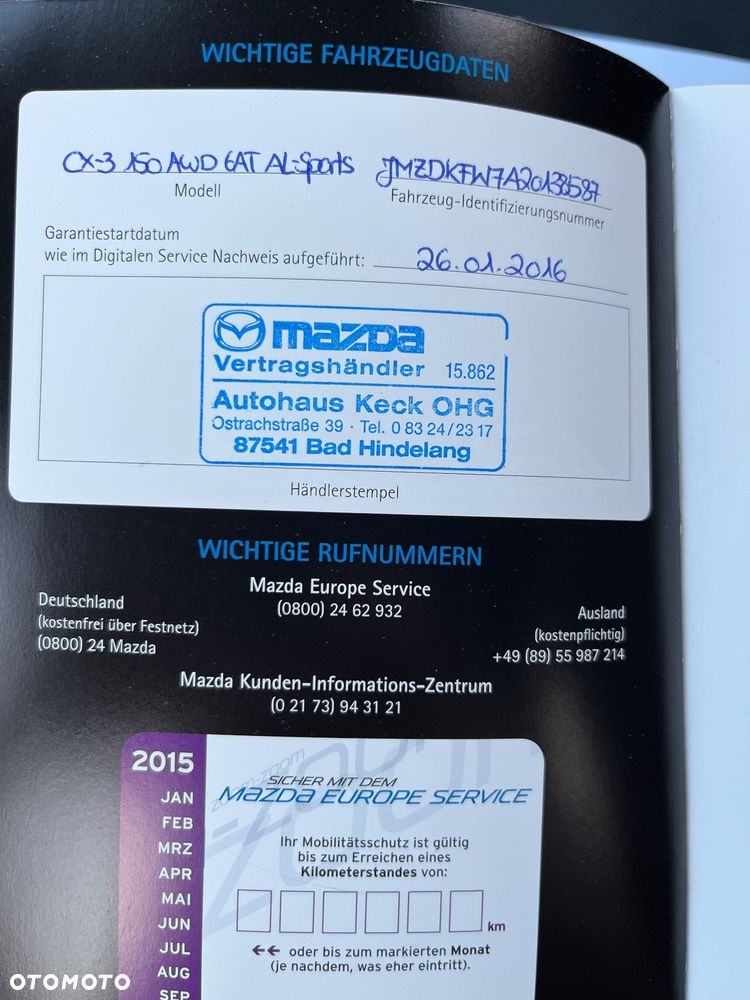 WICHTIGE FAHRZEUGDATEN
CX-3 150 AWD 6AT AL-Sports JMZDKFW7A20138587
Modell Fahrzeug-Identifizierungsnummer
Garantiestartdatum
wie im Digitalen Service Nachweis aufgeführt: 26.01.2016
mazda
Vertragshändler 15.862
Autohaus Keck OHG
Ostrachstraße 39 · Tel. 0 83 24/23 17
87541 Bad Hindelang
Händlerstempel
WICHTIGE RUFNUMMERN
Mazda Europe Service
(0800) 24 62 932
Deutschland
(kostenfrei über Festnetz)
(0800) 24 Mazda
Ausland
(kostenpflichtig)
+49 (89) 55 987 214
Mazda Kunden-Informations-Zentrum
(0 21 73) 94 31 21
2015
JAN
FEB
MRZ
APR
MAI
JUN
JUL
AUG
SEP
zoom-zoom
SICHER MIT DEM
MAZDA EUROPE SERVICE
Ihr Mobilitätsschutz ist gültig
bis zum Erreichen eines
Kilometerstandes von:
km
←← oder bis zum markierten Monat
(je nachdem, was eher eintritt).
OTOMOTO